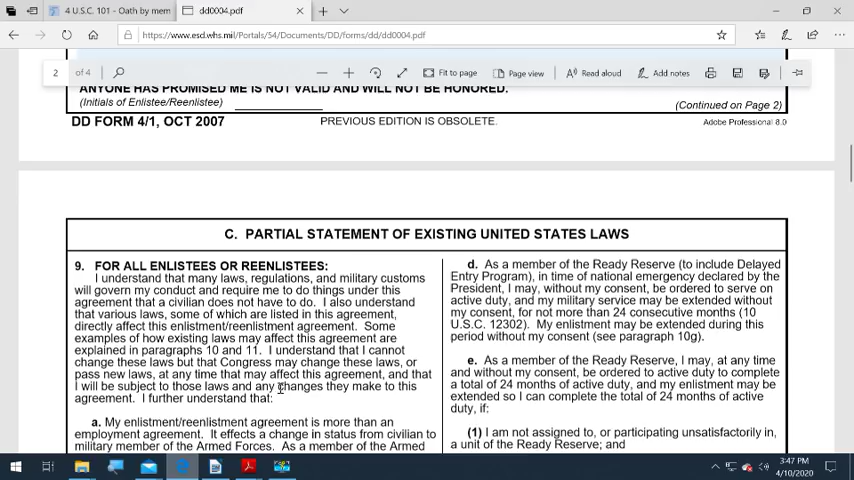 4 U.S.C. 101 - Oath by mem
dd0004.pdf
https://www.esd.whs.mil/Portals/54/Documents/DD/forms/dd/dd0004.pdf
2 of 4
Fit to page
Page view
Read aloud
Add notes
ANYONE HAS PROMISED ME IS NOT VALID AND WILL NOT BE HONORED.
(Initials of Enlistee/Reenlistee)
(Continued on Page 2)
DD FORM 4/1, OCT 2007
PREVIOUS EDITION IS OBSOLETE.
Adobe Professional 8.0
C. PARTIAL STATEMENT OF EXISTING UNITED STATES LAWS
9. FOR ALL ENLISTEES OR REENLISTEES:
I understand that many laws, regulations, and military customs
will govern my conduct and require me to do things under this
agreement that a civilian does not have to do. I also understand
that various laws, some of which are listed in this agreement,
directly affect this enlistment/reenlistment agreement. Some
examples of how existing laws may affect this agreement are
explained in paragraphs 10 and 11. I understand that I cannot
change these laws but that Congress may change these laws, or
pass new laws, at any time that may affect this agreement, and that
I will be subject to those laws and any changes they make to this
agreement. I further understand that:
a. My enlistment/reenlistment agreement is more than an
employment agreement. It effects a change in status from civilian to
military member of the Armed Forces. As a member of the Armed
d. As a member of the Ready Reserve (to include Delayed
Entry Program), in time of national emergency declared by the
President, I may, without my consent, be ordered to serve on
active duty, and my military service may be extended without
my consent, for not more than 24 consecutive months (10
U.S.C. 12302). My enlistment may be extended during this
period without my consent (see paragraph 10g).
e. As a member of the Ready Reserve, I may, at any time
and without my consent, be ordered to active duty to complete
a total of 24 months of active duty, and my enlistment may be
extended so I can complete the total of 24 months of active
duty, if:
(1) I am not assigned to, or participating unsatisfactorily in,
a unit of the Ready Reserve; and
3:47 PM
4/10/2020